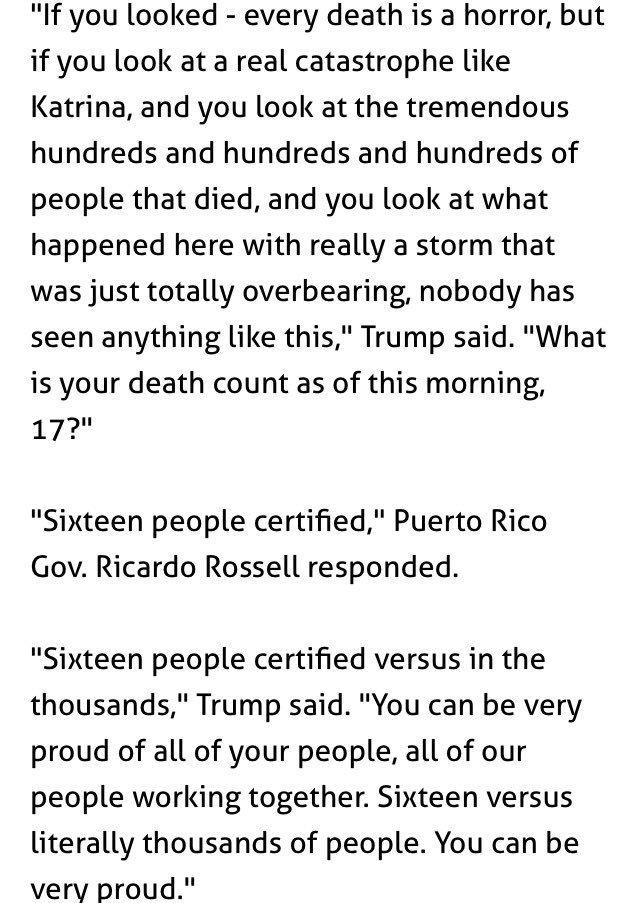 "If you looked - every death is a horror, but
if you look at a real catastrophe like
Katrina, and you look at the tremendous
hundreds and hundreds and hundreds of
people that died, and you look at what
happened here with really a storm that
was just totally overbearing, nobody has
seen anything like this," Trump said. "What
is your death count as of this morning,
17?"
"Sixteen people certified," Puerto Rico
Gov. Ricardo Rossell responded.
"Sixteen people certified versus in the
thousands," Trump said. "You can be very
proud of all of your people, all of our
people working together. Sixteen versus
literally thousands of people. You can be
very proud."